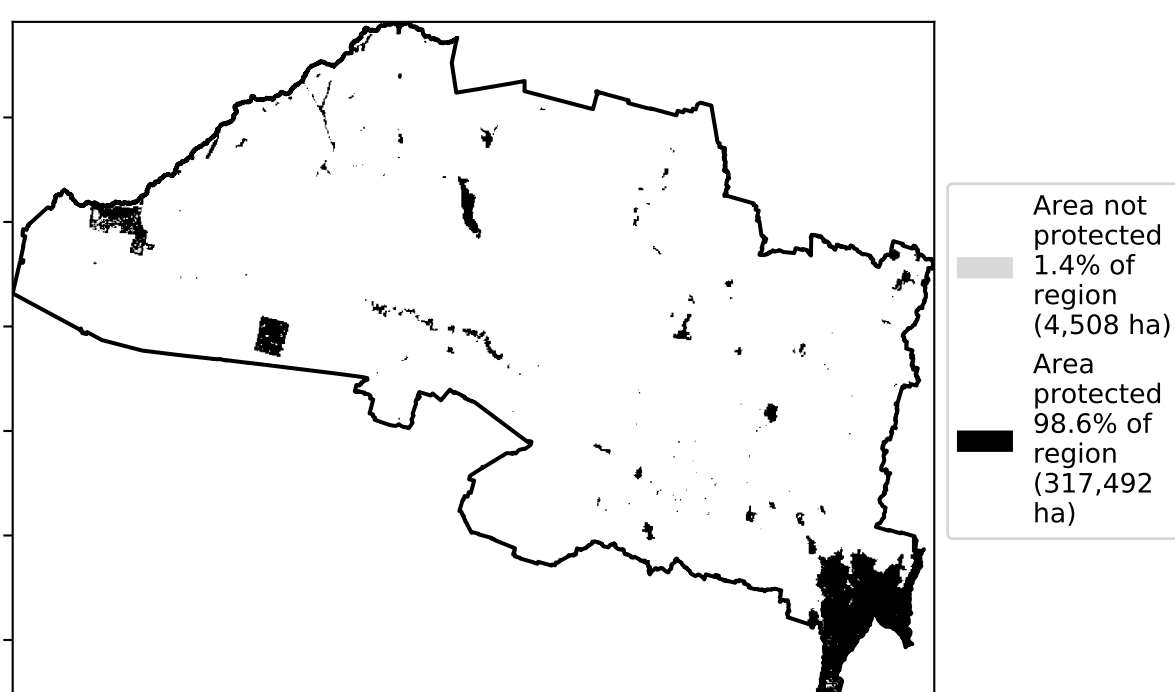 Area not
protected
1.4% of
region
(4,508 ha)
Area
protected
98.6% of
region
(317,492
ha)